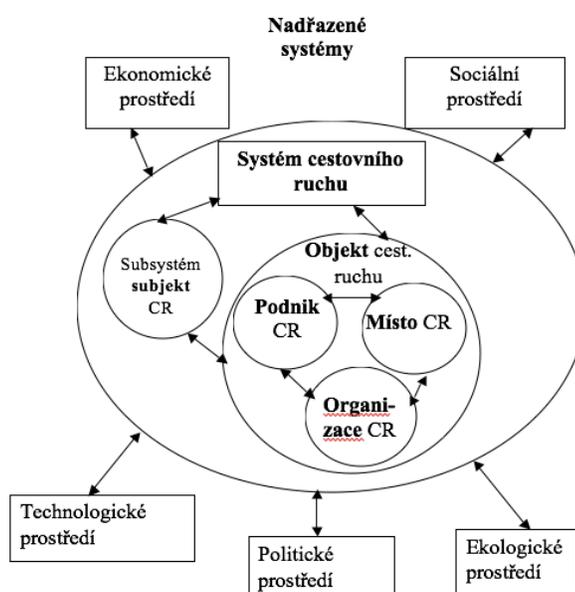 Nadřazené
systémy
Ekonomické
prostředí
Sociální
prostředí
Systém cestovního
ruchu
Subsystém
subjekt
CR
Objekt cest.
ruchu
Podnik
CR
Místo CR
Organi-
zace CR
Technologické
prostředí
Politické
prostředí
Ekologické
prostředí